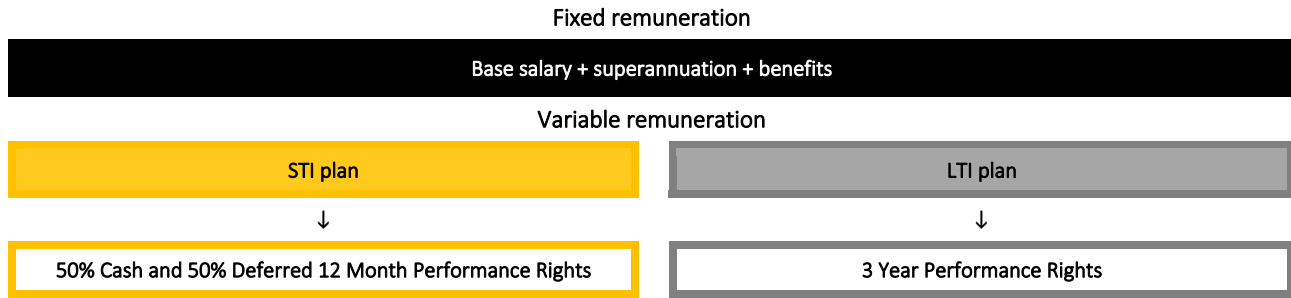 Fixed remuneration
Base salary + superannuation + benefits
Variable remuneration
STI plan
LTI plan
↓
↓
50% Cash and 50% Deferred 12 Month Performance Rights
3 Year Performance Rights